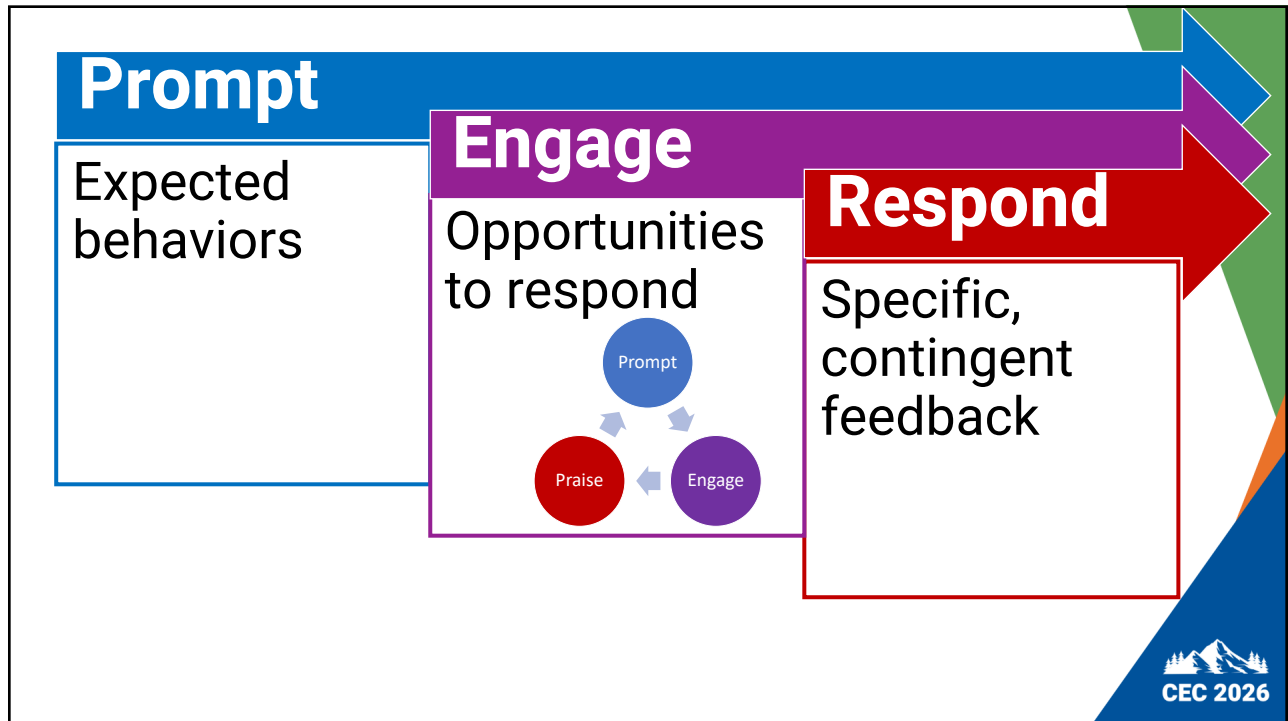 Prompt
Expected
behaviors
Engage
Opportunities
to respond
Prompt
Praise
Engage
Respond
Specific,
contingent
feedback
CEC 2026